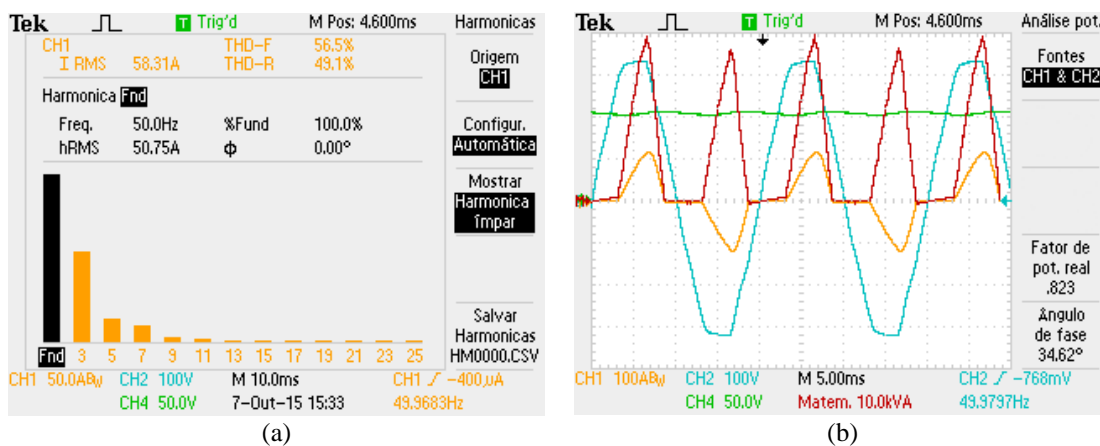 Tek Trig'd M Pos: 4.600ms Harmonicas
CH1 THD-F 56.5%
I RMS 58.31A THD-R 49.1%
Origem
CH1
Harmonica Fnd
Freq. 50.0Hz %Fund 100.0%
hRMS 50.75A Φ 0.00°
Configur.
Automática
Mostrar
Harmonica
ímpar
Salvar
Harmonicas
HM0000.CSV
Fnd 3 5 7 9 11 13 15 17 19 21 23 25
CH1 50.0ABW CH2 100V M 10.0ms CH1 -400uA
CH4 50.0V 7-Out-15 15:33 49.9683Hz
(a)
Tek Trig'd M Pos: 4.600ms Análise pot.
Fontes
CH1 & CH2
Fator de
pot. real
.823
Ângulo
de fase
34.62°
CH1 100ABW CH2 100V M 5.00ms CH2 -768mV
CH4 50.0V Matem. 10.0kVA 49.9797Hz
(b)